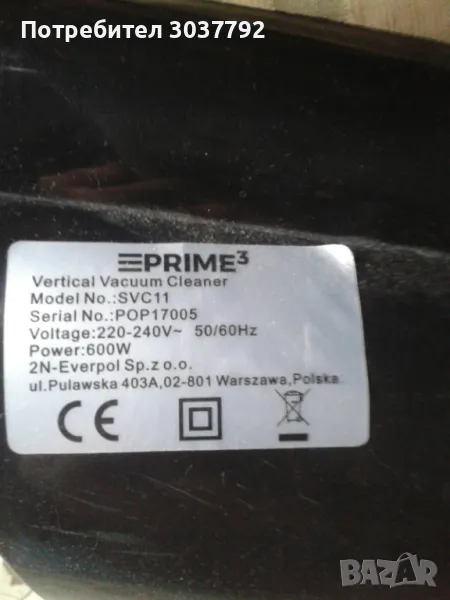 Потребител 3037792
PRIME³
Vertical Vacuum Cleaner
Model No.:SVC11
Serial No.:POP17005
Voltage:220-240V~ 50/60Hz
Power:600W
2N-Everpol Sp.z o.o.
ul.Pulawska 403A,02-801 Warszawa,Polska
CE
BAZAR